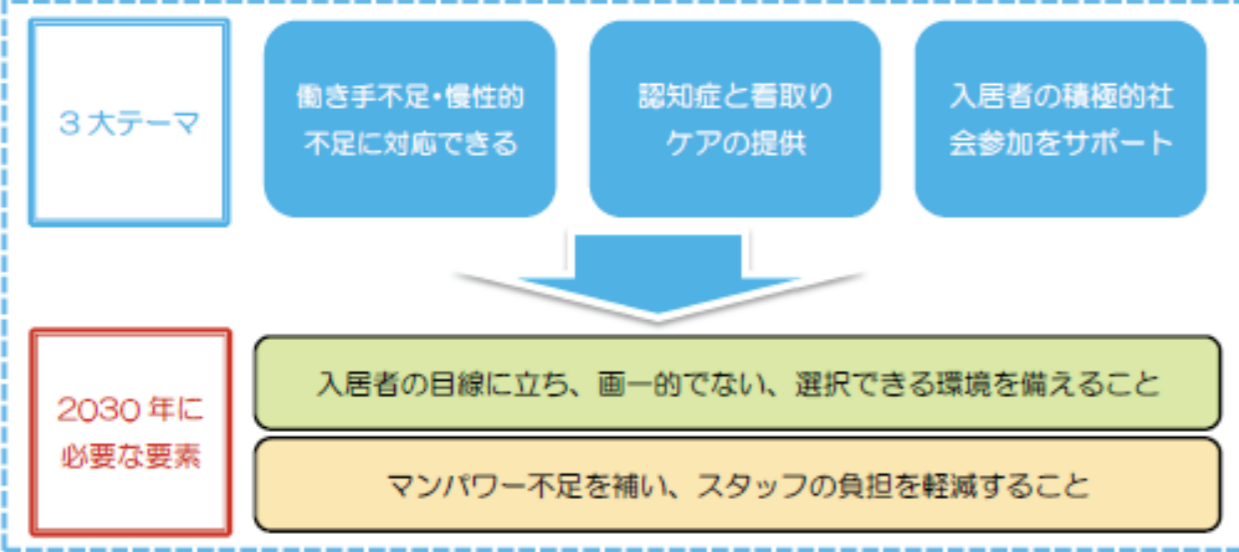 3大テーマ
働き手不足・慢性的
不足に対応できる
認知症と看取り
ケアの提供
入居者の積極的社
会参加をサポート
2030年に
必要な要素
入居者の目線に立ち、画一的でない、選択できる環境を備えること
マンパワー不足を補い、スタッフの負担を軽減すること